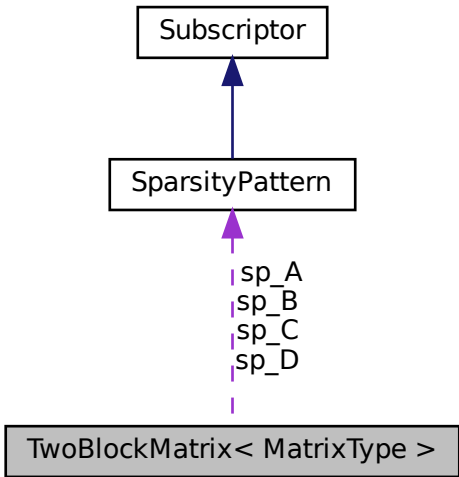 Subscriptor
SparsityPattern
sp_A
sp_B
sp_C
sp_D
TwoBlockMatrix< MatrixType >